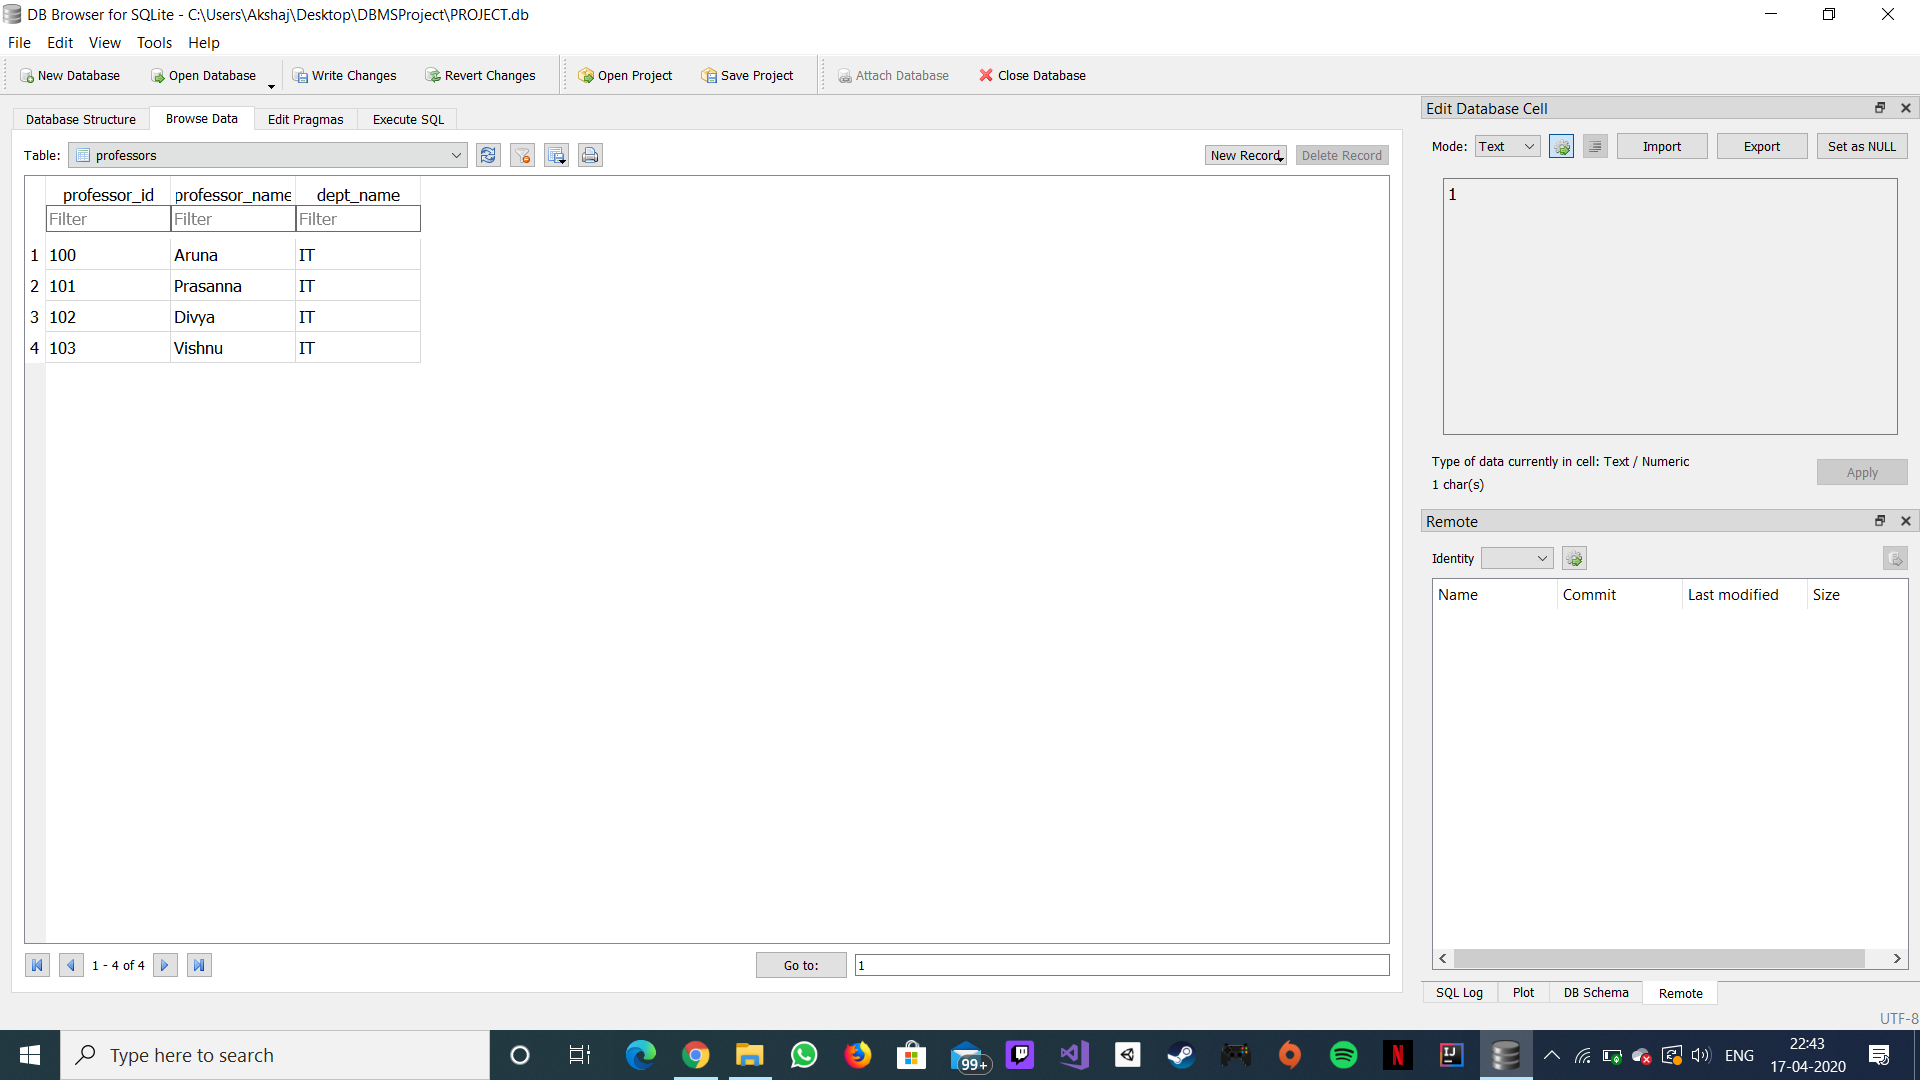 DB Browser for SQLite - C:\Users\Akshaj\Desktop\DBMSProject\PROJECT.db
File Edit View Tools Help
New Database Open Database Write Changes Revert Changes Open Project Save Project Attach Database Close Database
Database Structure Browse Data Edit Pragmas Execute SQL
Table: professors New Record Delete Record
professor_id professor_name dept_name
Filter Filter Filter
1 100 Aruna IT
2 101 Prasanna IT
3 102 Divya IT
4 103 Vishnu IT
1 - 4 of 4 Go to: 1
Edit Database Cell
Mode: Text Import Export Set as NULL
1
Type of data currently in cell: Text / Numeric
1 char(s)
Apply
Remote
Identity
Name Commit Last modified Size
SQL Log Plot DB Schema Remote
UTF-8
Type here to search
99+
N
IJ
ENG
22:43
17-04-2020